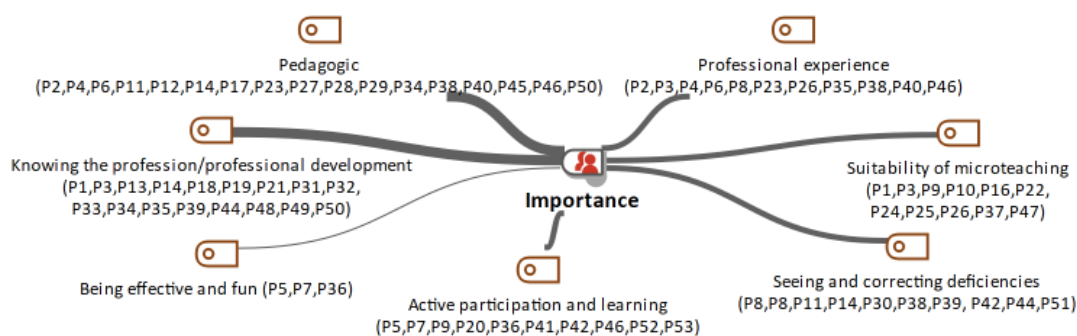 Pedagogic
(P2,P4,P6,P11,P12,P14,P17,P23,P27,P28,P29,P34,P38,P40,P45,P46,P50)
Professional experience
(P2,P3,P4,P6,P8,P23,P26,P35,P38,P40,P46)
Knowing the profession/professional development
(P1,P3,P13,P14,P18,P19,P21,P31,P32,
P33,P34,P35,P39,P44,P48,P49,P50)
Importance
Suitability of microteaching
(P1,P3,P9,P10,P16,P22,
P24,P25,P26,P37,P47)
Being effective and fun (P5,P7,P36)
Active participation and learning
(P5,P7,P9,P20,P36,P41,P42,P46,P52,P53)
Seeing and correcting deficiencies
(P8,P8,P11,P14,P30,P38,P39, P42,P44,P51)